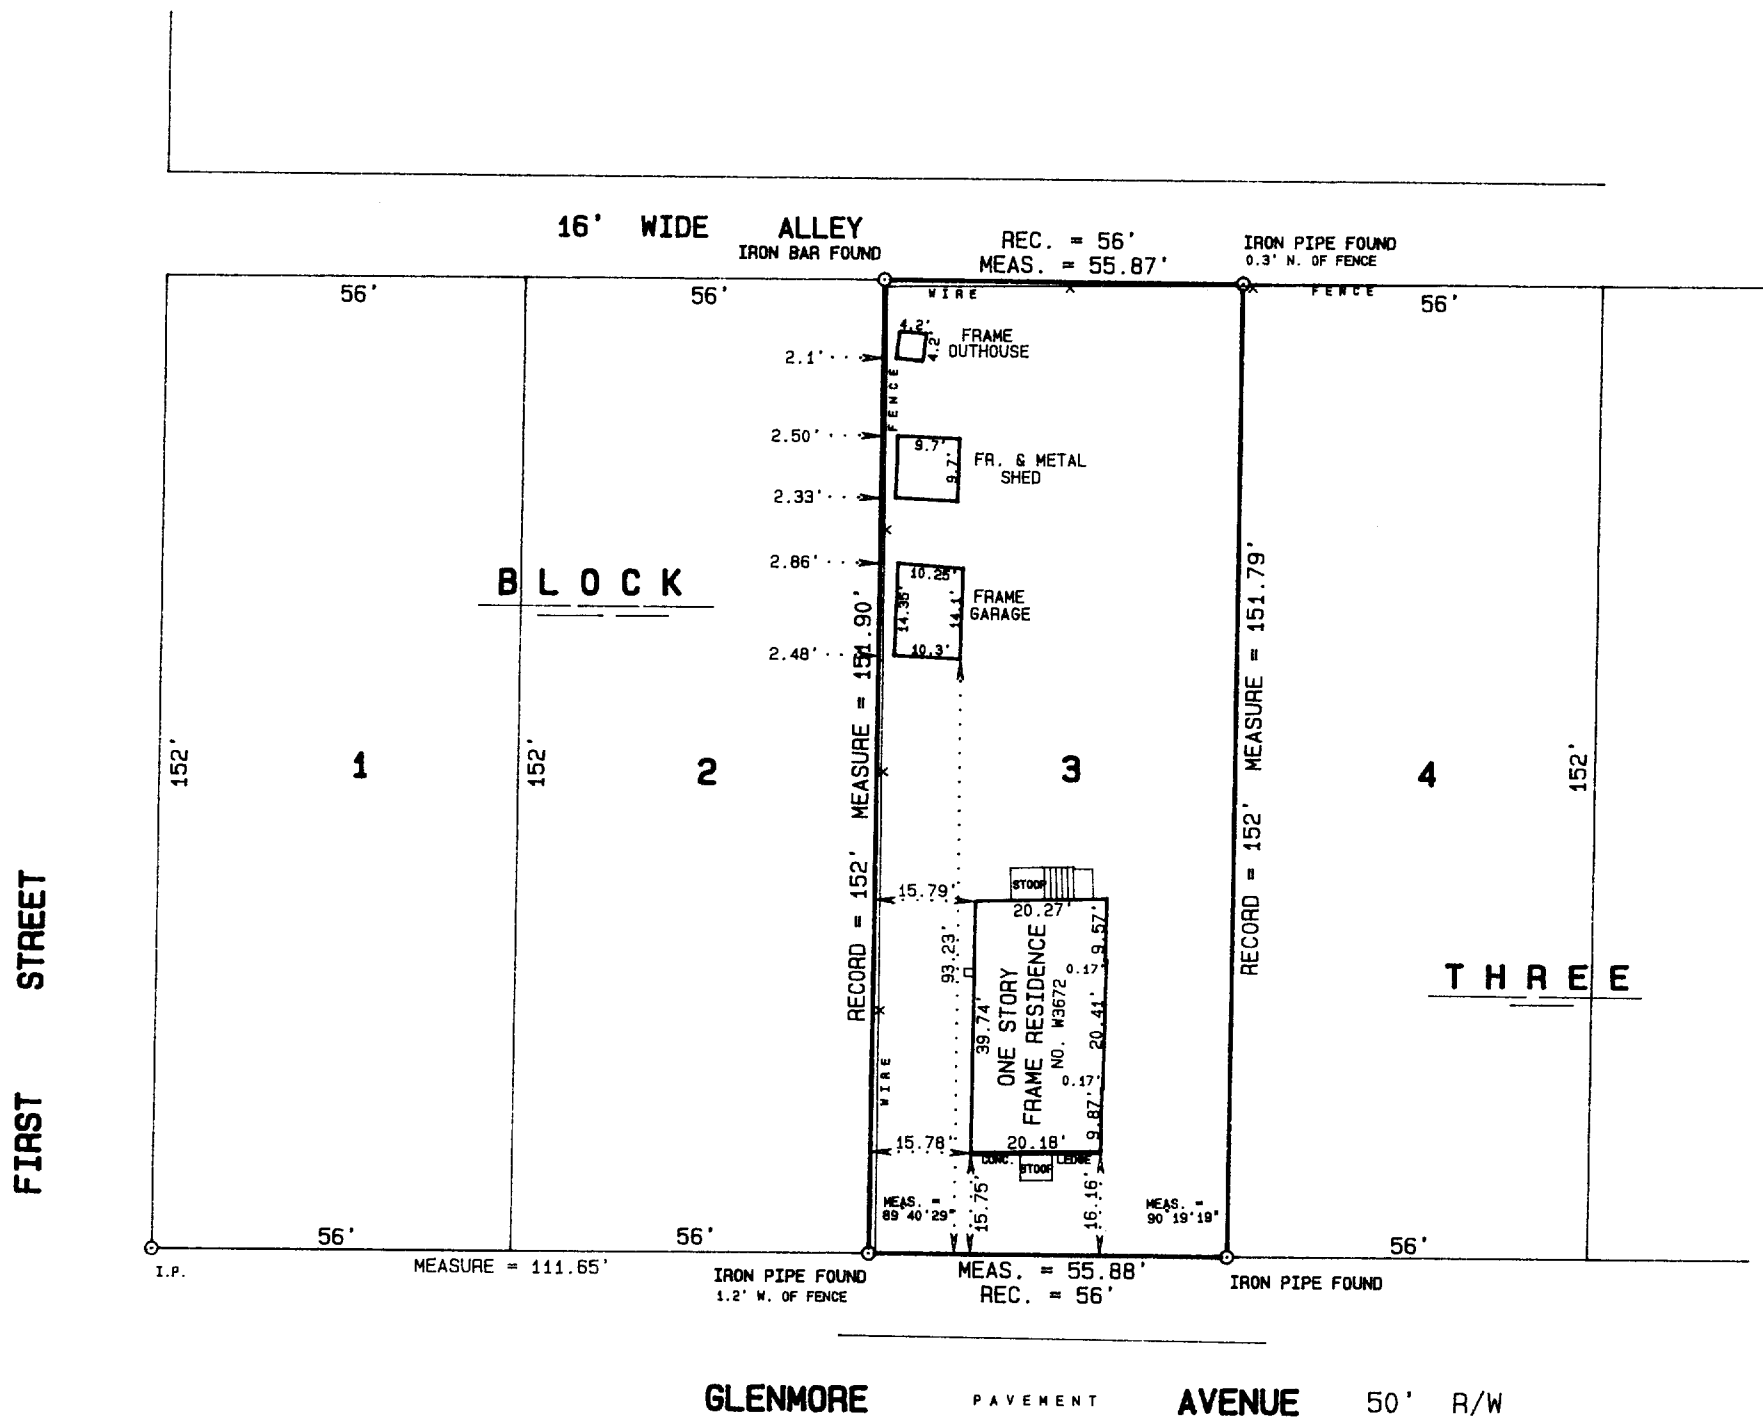 16' WIDE ALLEY
IRON BAR FOUND
REC. = 56'
MEAS. = 55.87'
IRON PIPE FOUND
0.3' N. OF FENCE
56'
56'
WIRE
FENCE
56'
4.2'
4.2'
FRAME
OUTHOUSE
2.1'
FENCE
2.50'
9.7'
9.7'
FR. & METAL
SHED
2.33'
2.86'
10.25'
14.35'
14.1'
FRAME
GARAGE
10.3'
2.48'
BLOCK
RECORD = 152' MEASURE = 151.90'
RECORD = 152' MEASURE = 151.79'
152'
1
152'
2
3
4
152'
STOOP
15.79'
20.27'
93.23'
9.57'
0.17'
39.74'
ONE STORY
FRAME RESIDENCE
NO. W3672
20.41'
0.17'
9.87'
THREE
FIRST STREET
WIRE
15.78'
20.18'
CONC. LEDGE
STOOP
15.75'
16.16'
MEAS. =
89°40'29"
MEAS. =
90°19'19"
56'
56'
56'
I.P.
MEASURE = 111.65'
IRON PIPE FOUND
1.2' W. OF FENCE
MEAS. = 55.88'
REC. = 56'
IRON PIPE FOUND
GLENMORE PAVEMENT AVENUE 50' R/W